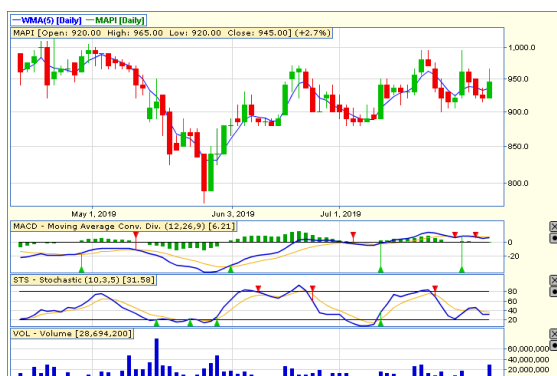 WMA(5) [Daily] MAPI [Daily]
MAPI [Open: 920.00 High: 965.00 Low: 920.00 Close: 945.00] (+2.7%)
1,000.0
950.0
900.0
850.0
800.0
May 1, 2019 Jun 3, 2019 Jul 1, 2019
MACD - Moving Average Conv. Div. (12,26,9) [6.21]
0
-20
STS - Stochastic (10,3,5) [31.58]
80
60
40
20
VOL - Volume [28,694,200]
60,000,000
40,000,000
20,000,000